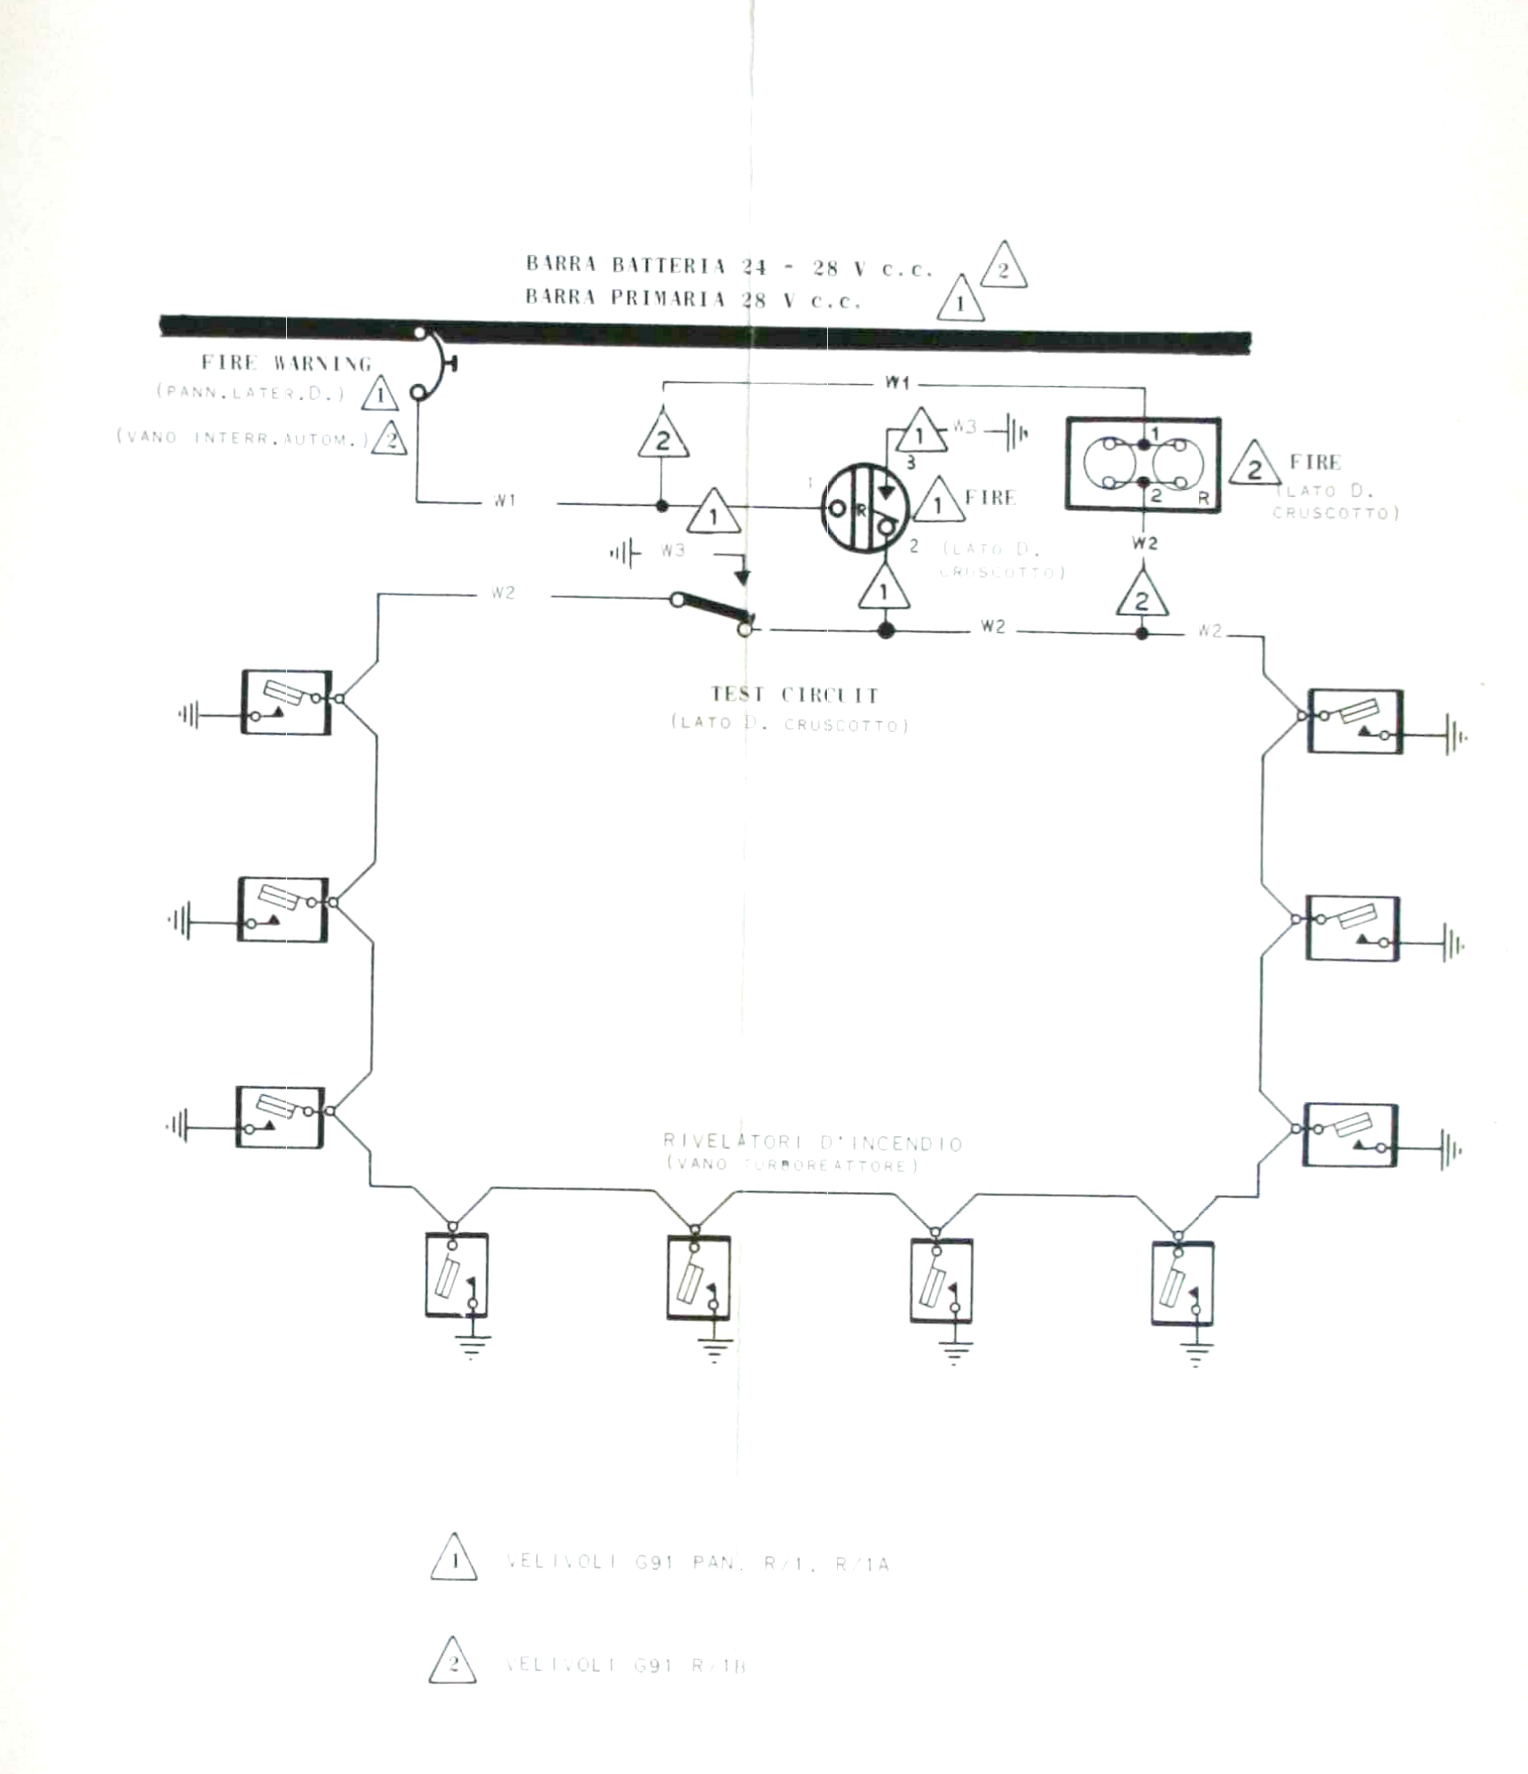 BARRA BATTERIA 24 - 28 V c.c. 2
BARRA PRIMARIA 28 V c.c. 1
FIRE WARNING
(PANN.LATER.D.) 1
(VANO INTERR.AUTOM.) 2
W1
2
1 W3
3
1
2
FIRE
(LATO D.
CRUSCOTTO)
2
R
W1
1
1
R
1
FIRE
2
(LATO D.
CRUSCOTTO)
W2
W3
1
2
W2
W2
W2
TEST CIRCUIT
(LATO D. CRUSCOTTO)
RIVELATORI D'INCENDIO
(VANO TURBOREATTORE)
1 VELIVOLI G91 PAN. R/1, R/1A
2 VELIVOLI G91 R/1B